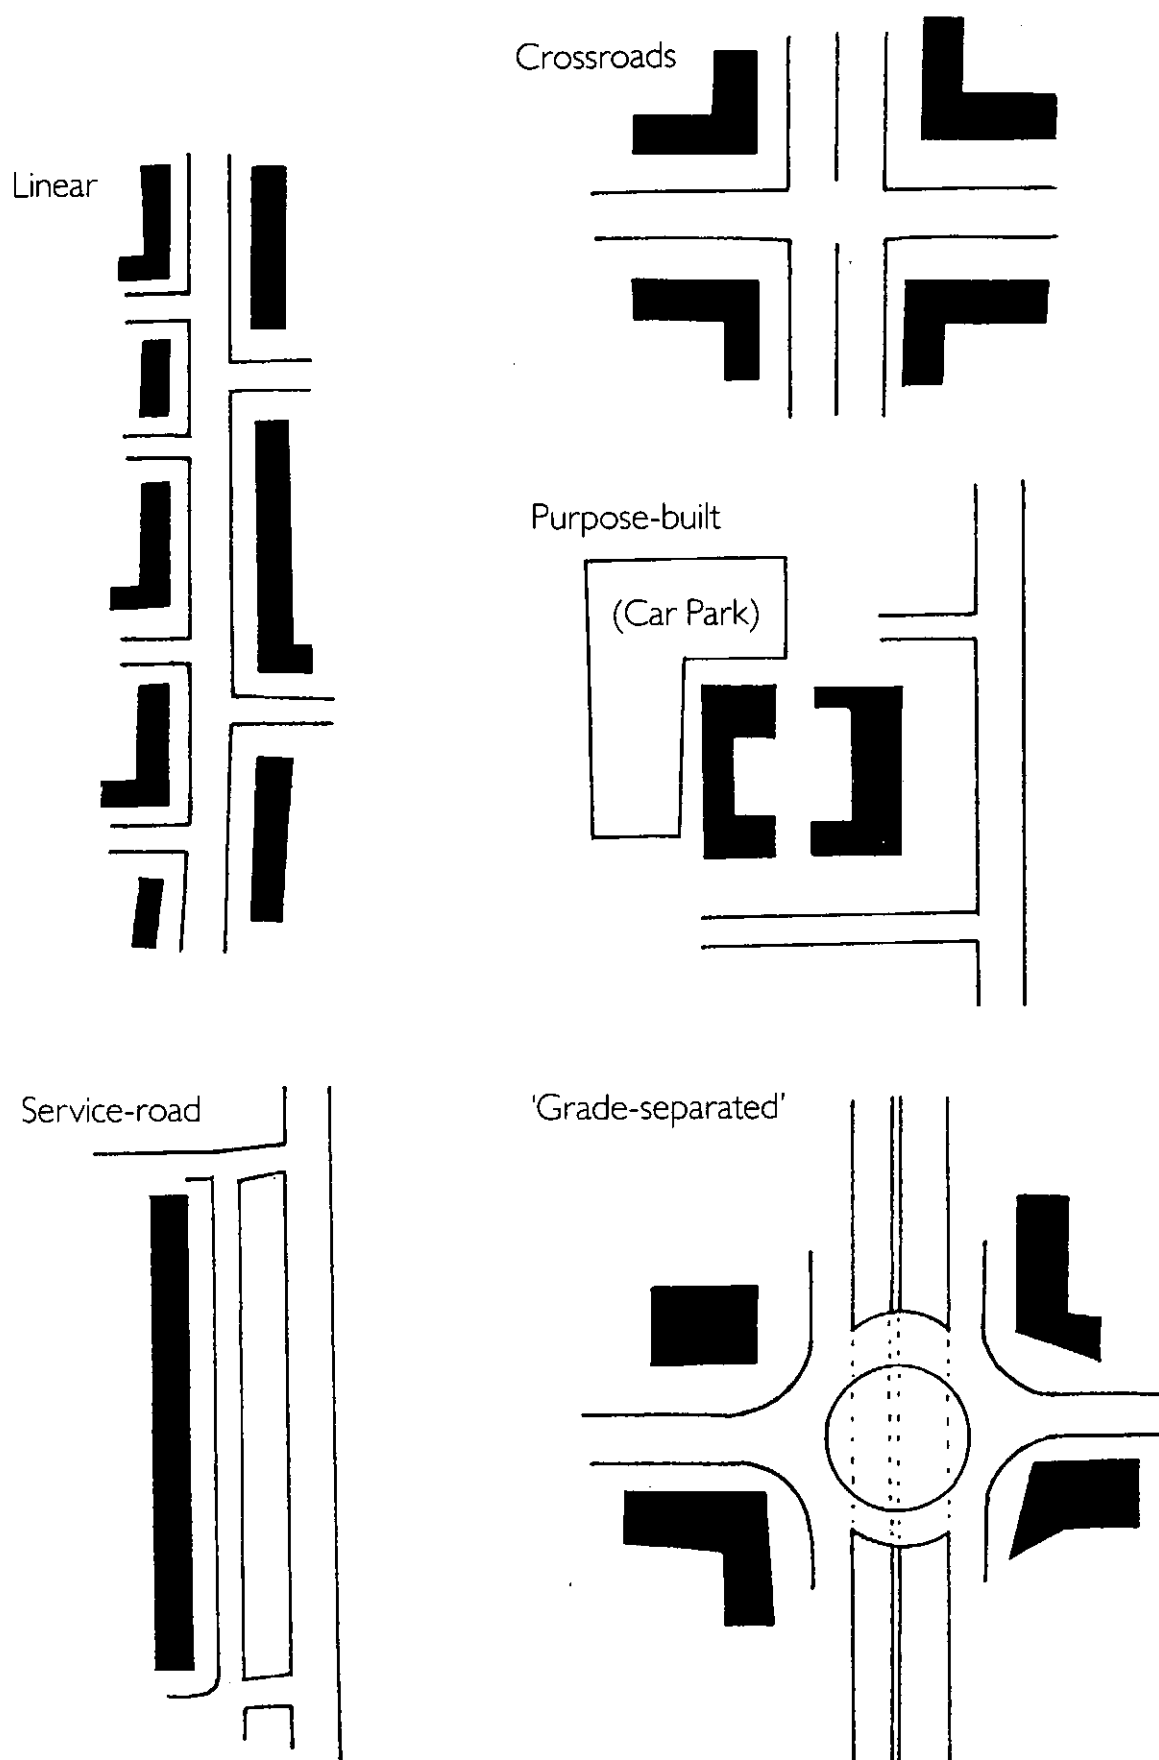 Crossroads
Linear
Purpose-built
(Car Park)
Service-road
'Grade-separated'